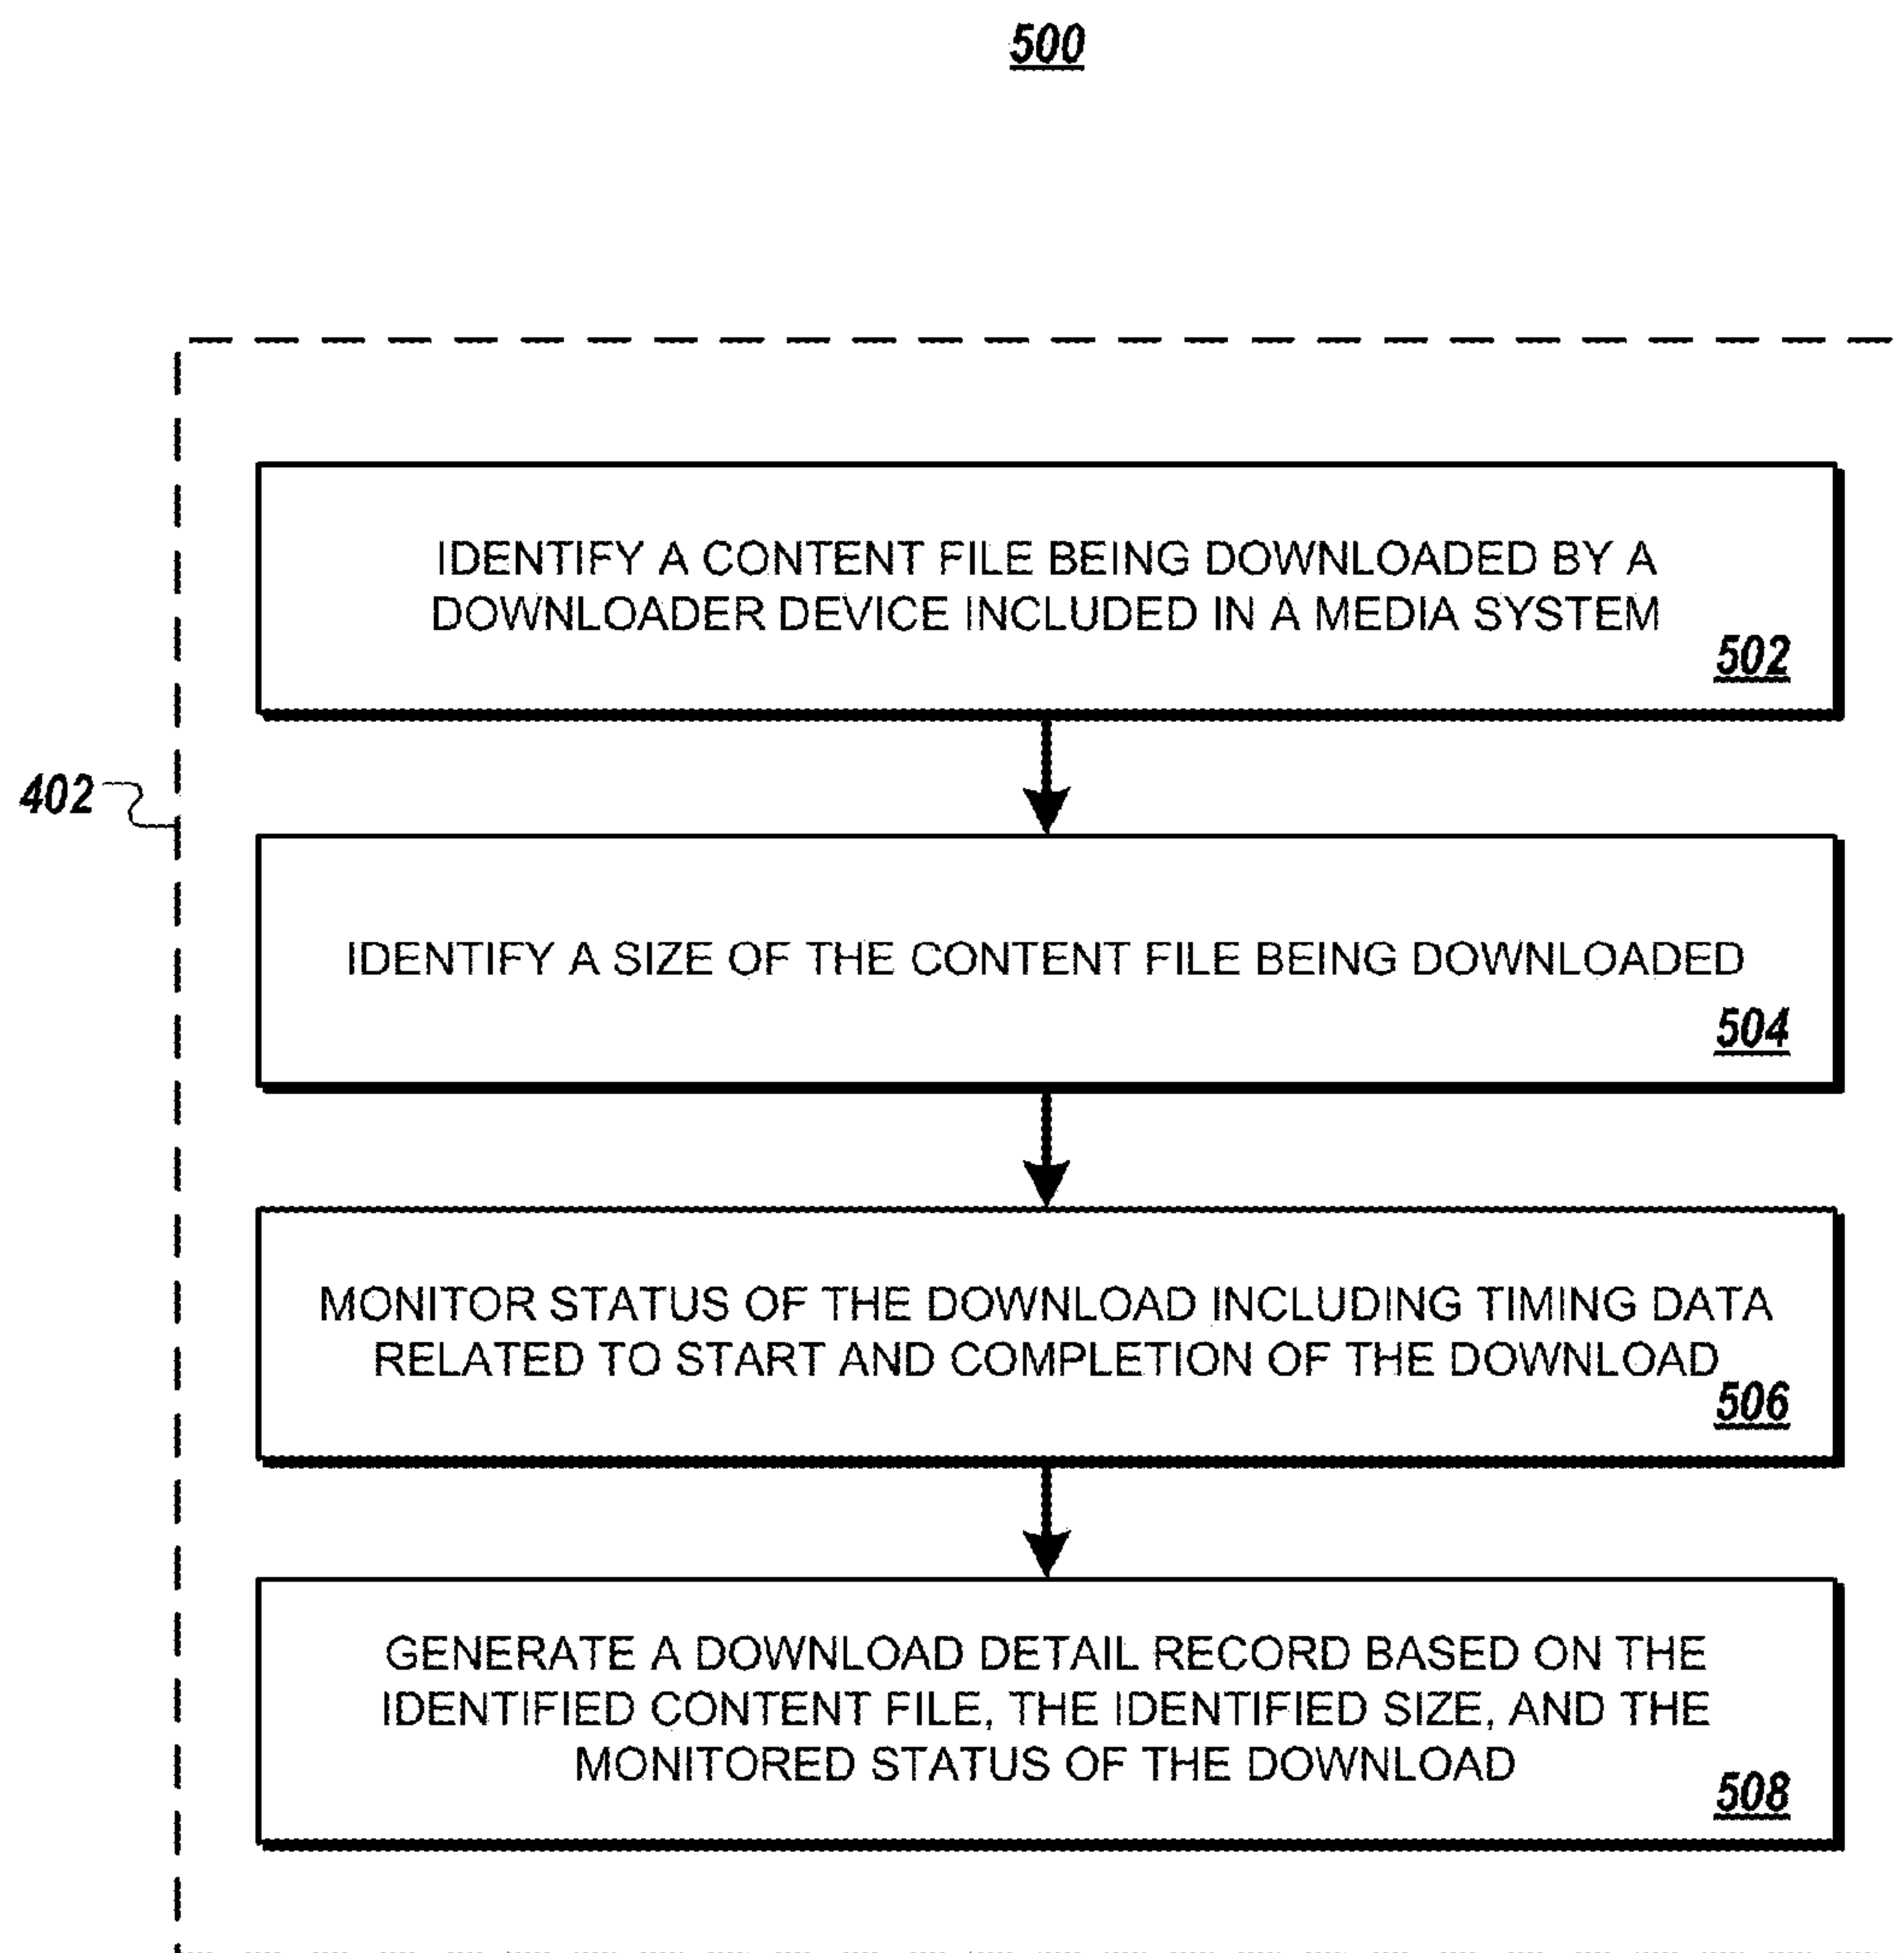 500
IDENTIFY A CONTENT FILE BEING DOWNLOADED BY A
DOWNLOADER DEVICE INCLUDED IN A MEDIA SYSTEM
502
402
IDENTIFY A SIZE OF THE CONTENT FILE BEING DOWNLOADED
504
MONITOR STATUS OF THE DOWNLOAD INCLUDING TIMING DATA
RELATED TO START AND COMPLETION OF THE DOWNLOAD
506
GENERATE A DOWNLOAD DETAIL RECORD BASED ON THE
IDENTIFIED CONTENT FILE, THE IDENTIFIED SIZE, AND THE
MONITORED STATUS OF THE DOWNLOAD
508